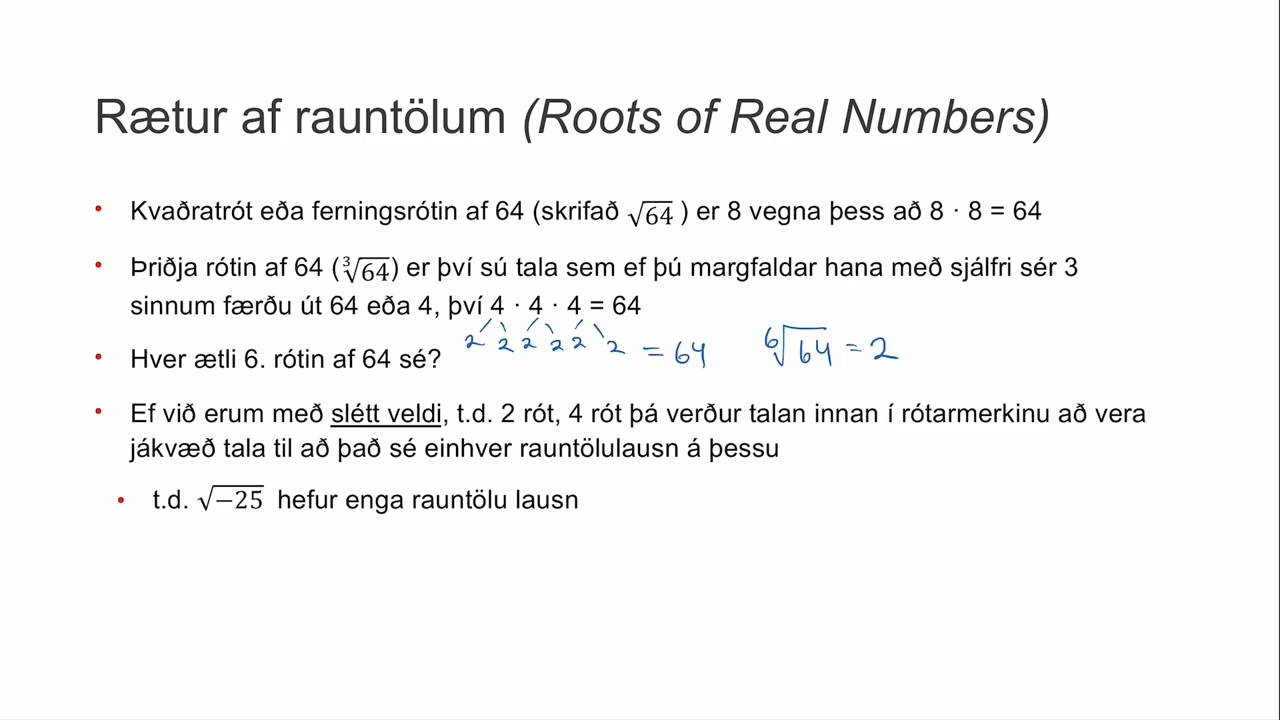 Rætur af rauntölum (Roots of Real Numbers)
• Kvaðratrót eða ferningsrótin af 64 (skrifað √64 ) er 8 vegna þess að 8 · 8 = 64
• Þriðja rótin af 64 (∛64) er því sú tala sem ef þú margfaldar hana með sjálfri sér 3
sinnum færðu út 64 eða 4, því 4 · 4 · 4 = 64
2 2 2 2 2 2 = 64 ⁶√64 = 2
• Hver ætli 6. rótin af 64 sé?
• Ef við erum með slétt veldi, t.d. 2 rót, 4 rót þá verður talan innan í rótarmerkinu að vera
jákvæð tala til að það sé einhver rauntölulausn á þessu
• t.d. √−25 hefur enga rauntölu lausn